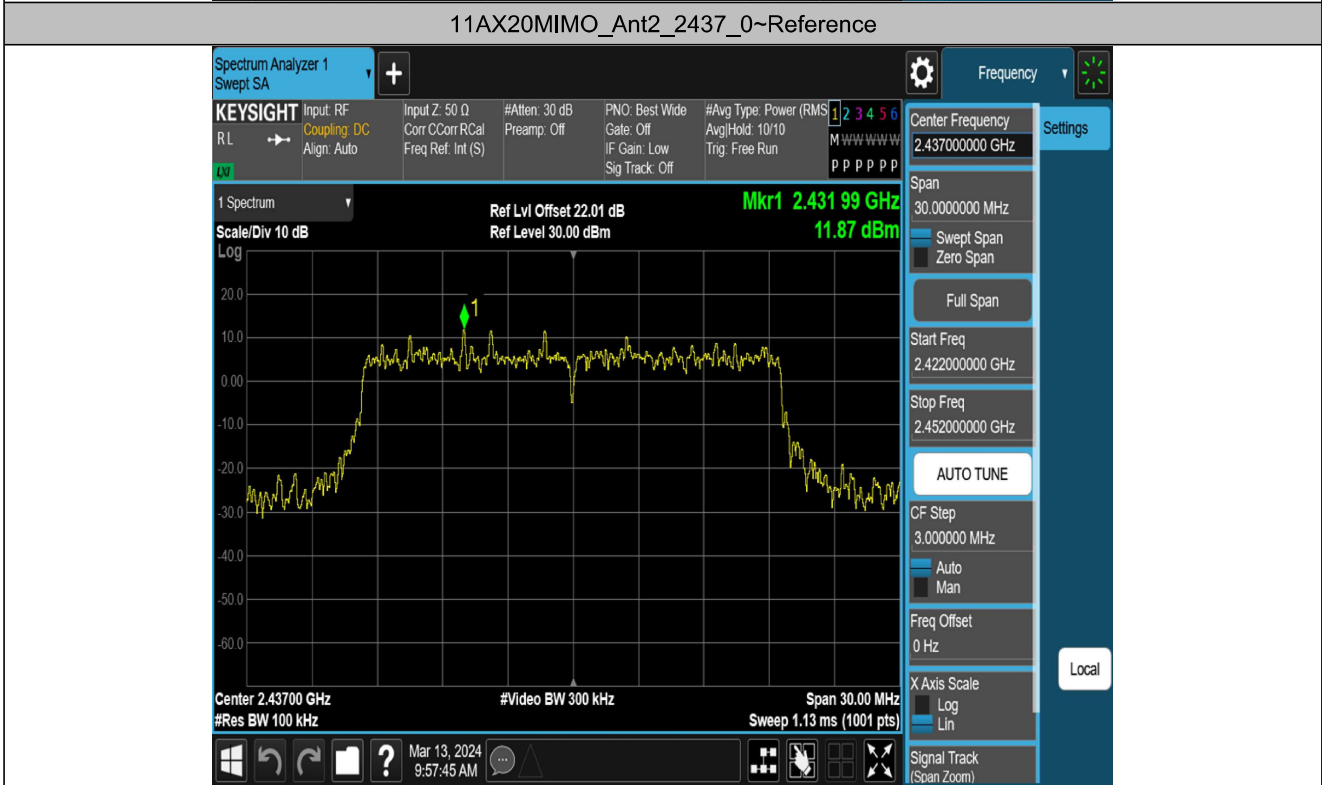 11AX20MIMO_Ant2_2437_0~Reference
Spectrum Analyzer 1
Swept SA
+
Frequency
KEYSIGHT
RL
LXI
Input: RF
Coupling: DC
Align: Auto
Input Z: 50 Ω
Corr CCorr RCal
Freq Ref: Int (S)
#Atten: 30 dB
Preamp: Off
PNO: Best Wide
Gate: Off
IF Gain: Low
Sig Track: Off
#Avg Type: Power (RMS
Avg|Hold: 10/10
Trig: Free Run
1 2 3 4 5 6
M W W W W W
P P P P P P
1 Spectrum
Scale/Div 10 dB
Ref Lvl Offset 22.01 dB
Ref Level 30.00 dBm
Mkr1 2.431 99 GHz
11.87 dBm
Log
20.0
10.0
0.00
-10.0
-20.0
-30.0
-40.0
-50.0
-60.0
1
Center 2.43700 GHz
#Res BW 100 kHz
#Video BW 300 kHz
Span 30.00 MHz
Sweep 1.13 ms (1001 pts)
Center Frequency
2.437000000 GHz
Settings
Span
30.0000000 MHz
Swept Span
Zero Span
Full Span
Start Freq
2.422000000 GHz
Stop Freq
2.452000000 GHz
AUTO TUNE
CF Step
3.000000 MHz
Auto
Man
Freq Offset
0 Hz
X Axis Scale
Log
Lin
Local
Signal Track
(Span Zoom)
?
Mar 13, 2024
9:57:45 AM